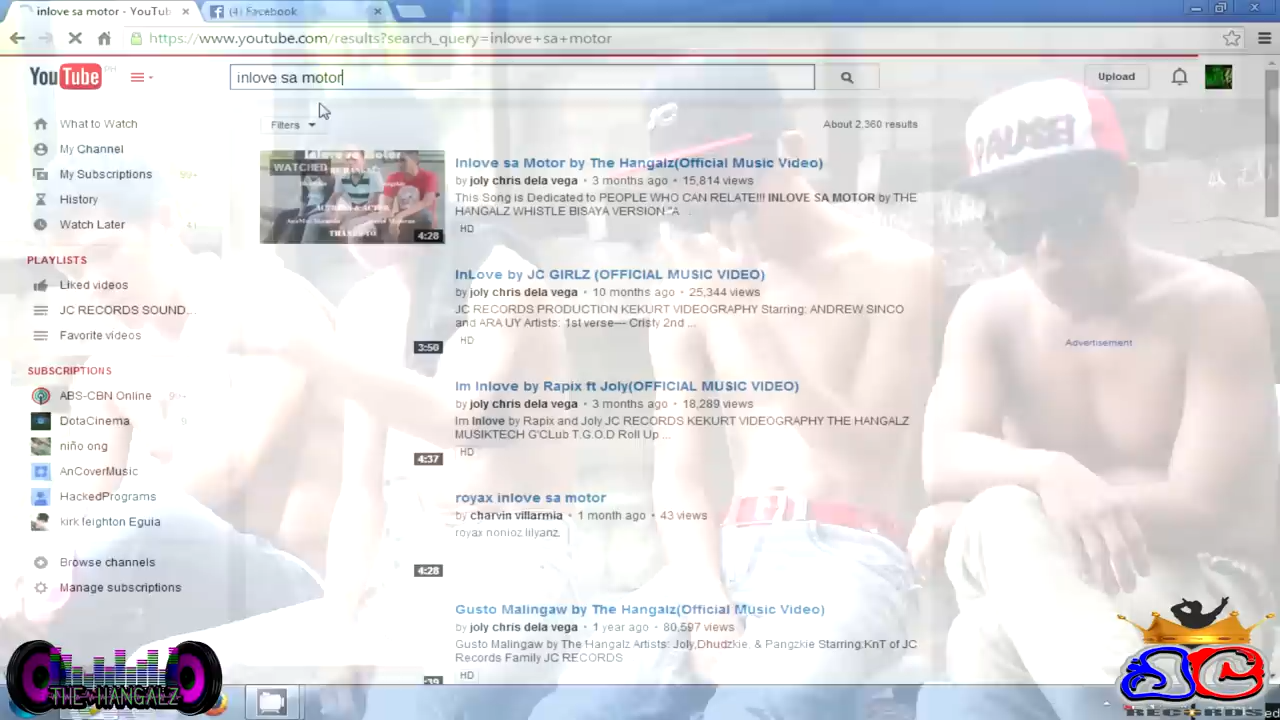 inlove sa motor - YouTub
(4) Facebook
https://www.youtube.com/results?search_query=inlove+sa+motor
YouTube PH
inlove sa motor
Upload
What to Watch
My Channel
My Subscriptions
History
Watch Later
PLAYLISTS
Liked videos
JC RECORDS SOUND...
Favorite videos
SUBSCRIPTIONS
ABS-CBN Online
DotaCinema
niño ong
AnCoverMusic
HackedPrograms
kirk feighton Eguia
Browse channels
Manage subscriptions
Filters
About 2,360 results
WATCHED
4:28
Inlove sa Motor by The Hangalz(Official Music Video)
by joly chris dela vega • 3 months ago • 15,814 views
This Song is Dedicated to PEOPLE WHO CAN RELATE!!! INLOVE SA MOTOR by THE
HANGALZ WHISTLE BISAYA VERSION "A ...
HD
3:50
InLove by JC GIRLZ (OFFICIAL MUSIC VIDEO)
by joly chris dela vega • 10 months ago • 25,344 views
JC RECORDS PRODUCTION KEKURT VIDEOGRAPHY Starring: ANDREW SINCO
and ARA UY Artists: 1st verse— Cristy 2nd ...
HD
4:37
Im Inlove by Rapix ft Joly(OFFICIAL MUSIC VIDEO)
by joly chris dela vega • 3 months ago • 18,289 views
Im Inlove by Rapix and Joly JC RECORDS KEKURT VIDEOGRAPHY THE HANGALZ
MUSIKTECH G'CLub T.G.O.D Roll Up ...
HD
4:28
royax inlove sa motor
by charvin villarmia • 1 month ago • 43 views
royax nonioz lilyanz.
Gusto Malingaw by The Hangalz(Official Music Video)
by joly chris dela vega • 1 year ago • 80,597 views
Gusto Malingaw by The Hangalz Artists: Joly,Dhudzkie, & Pangzkie Starring:KnT of JC
Records Family JC RECORDS
HD
:39
Advertisement
PAUSE
THE HANGALZ
JC
RECORDS